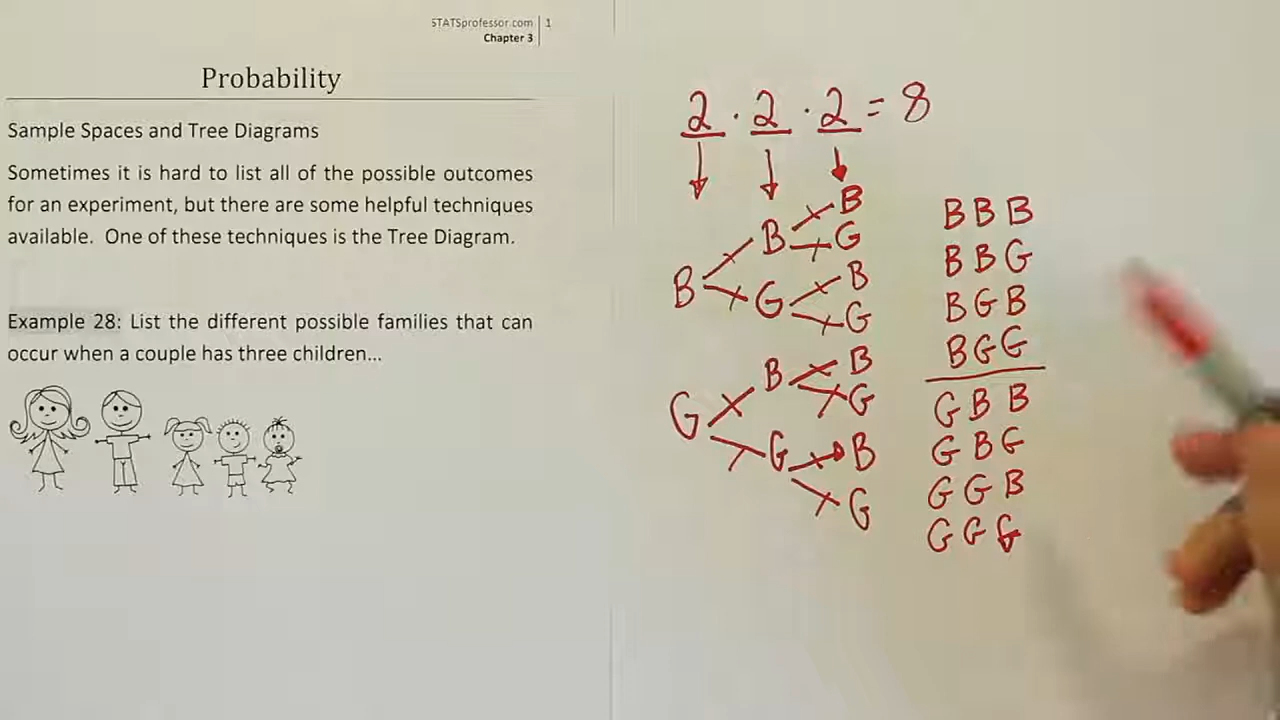 STATSprofessor.com | 1
Chapter 3
Probability
Sample Spaces and Tree Diagrams
Sometimes it is hard to list all of the possible outcomes
for an experiment, but there are some helpful techniques
available. One of these techniques is the Tree Diagram.
Example 28: List the different possible families that can
occur when a couple has three children...
2 · 2 · 2 = 8
B
B
G
B
B
G
G
B
B
G
G
G
B
G
BBB
BBG
BGB
BGG
GBB
GBG
GGB
GGG